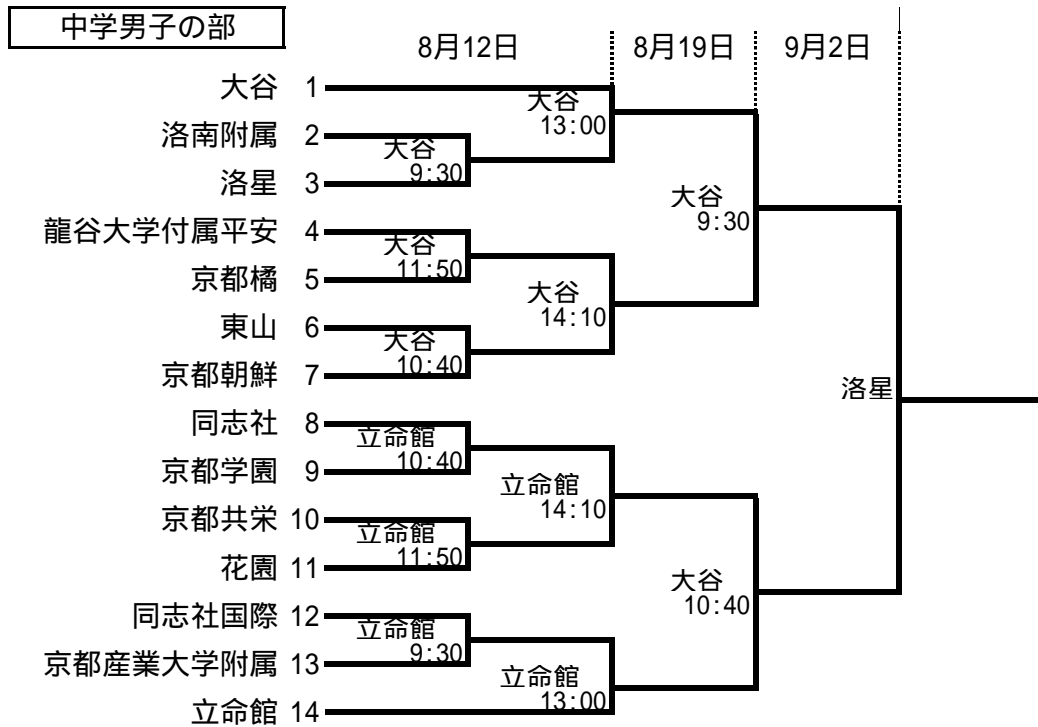 中学男子の部
8月12日 8月19日 9月2日
大谷 1
大谷
13:00
洛南附属 2
大谷
9:30
洛星 3
大谷
9:30
龍谷大学付属平安 4
大谷
11:50
京都橘 5
大谷
14:10
東山 6
大谷
10:40
京都朝鮮 7
洛星
同志社 8
立命館
10:40
京都学園 9
立命館
14:10
京都共栄 10
立命館
11:50
花園 11
大谷
10:40
同志社国際 12
立命館
9:30
京都産業大学附属 13
立命館
13:00
立命館 14